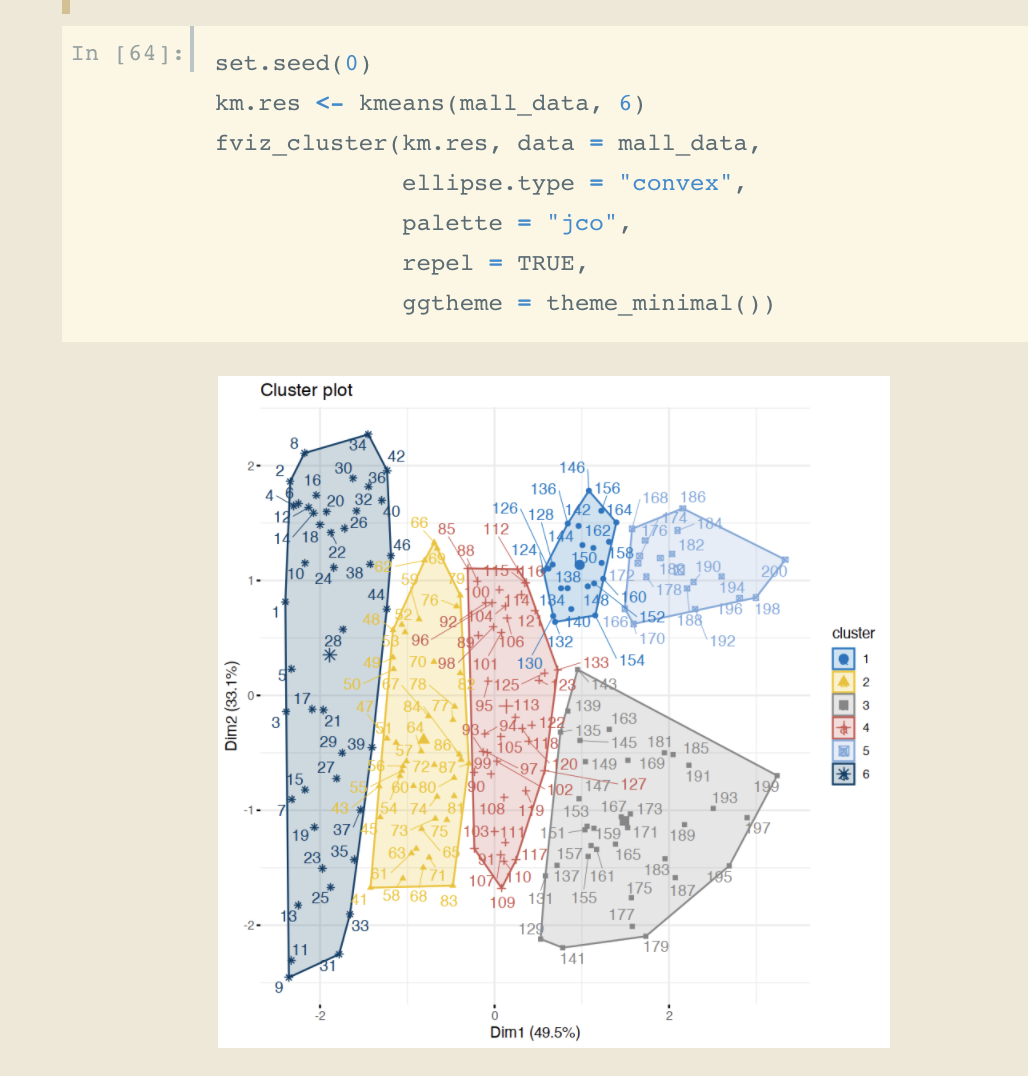 In [64]:
set.seed(0)
km.res <- kmeans(mall_data, 6)
fviz_cluster(km.res, data = mall_data,
ellipse.type = "convex",
palette = "jco",
repel = TRUE,
ggtheme = theme_minimal())
Cluster plot
8 34 42
2 16 30 36
4 6 20 32 40
12 18 26
14 22 46
10 24 38
1 44
28
5
17
3 21
29 39
27
15
7
19 37
23 35
25
13 33
11
9 31
66
69
59 79
76
48 52
53
49 70
50 67 78 82
47 84 77
51 64
57 86
56 72 87
55 60 80
43 54 74 81
45 73 75
63 65
61 71
41 58 68 83
85 112
88
115 116
100 114
92 104 121
96 89 106
98 101
125 123 133
95 113
93 94 122
105 118
99 97 120
90 102 127
108 119
103 111
91 117
107 110
109
146
136 156
126 128 142 164
144 162
124 150 158
138
134 148 160
140 152
132
130 154
168 186
174 184
176 182
172 190 200
178 194
166 188 196 198
170 192
143
139 163
135 145 181 185
149 169 191
147 199
153 167 173 193
151 159 171 189 197
157 165
137 161 183 195
131 155 175 187
177
129 179
141
2
1
0
-1
-2
Dim2 (33.1%)
-2 0 2
Dim1 (49.5%)
cluster
1
2
3
4
5
6